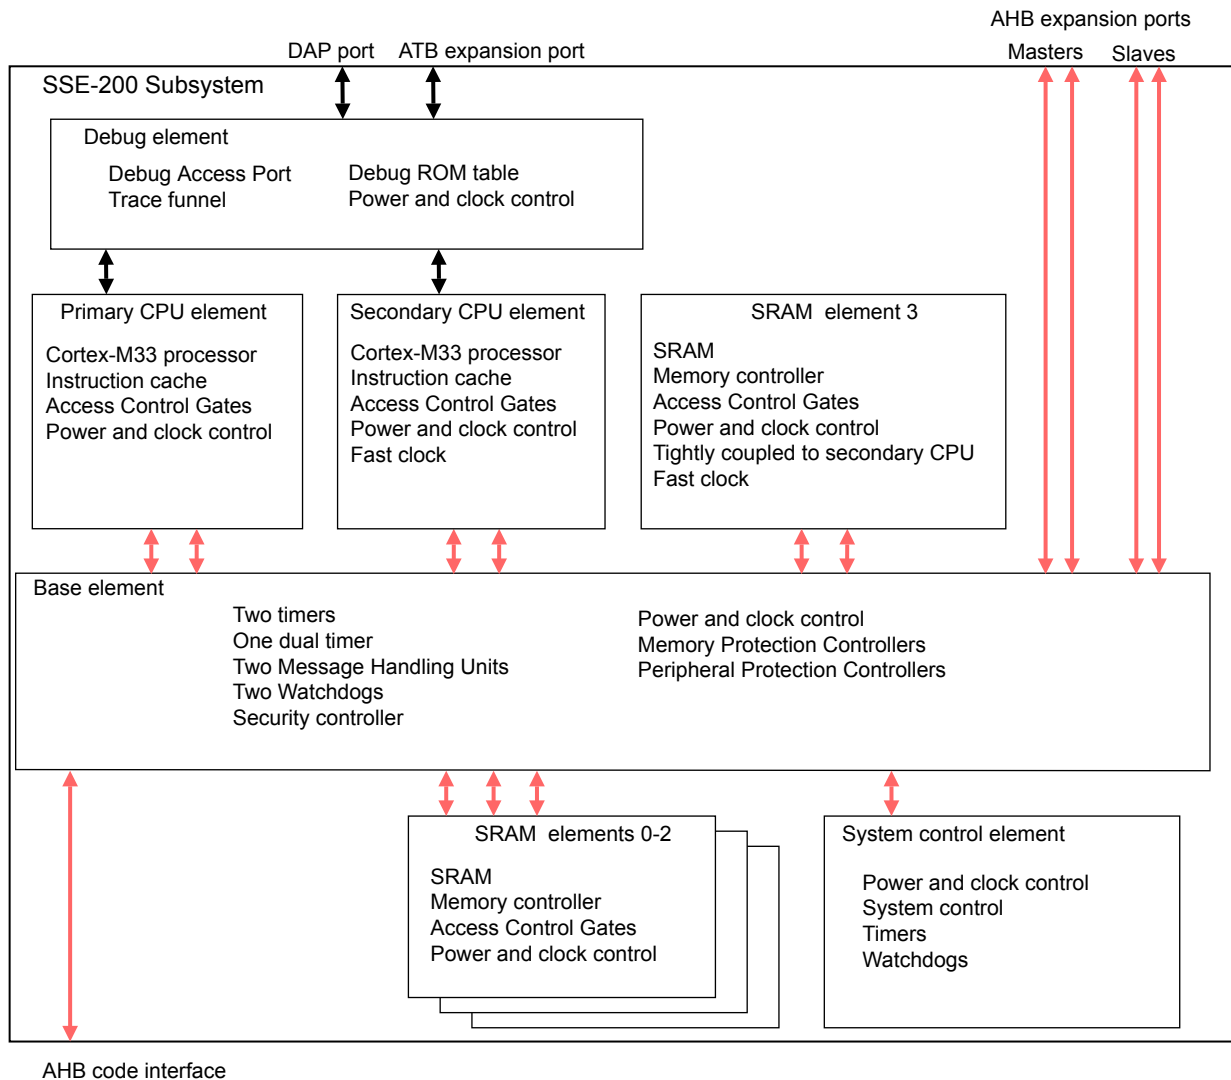 AHB expansion ports
DAP port
ATB expansion port
Masters
Slaves
SSE-200 Subsystem
Debug element
Debug Access Port
Trace funnel
Debug ROM table
Power and clock control
Primary CPU element
Cortex-M33 processor
Instruction cache
Access Control Gates
Power and clock control
Secondary CPU element
Cortex-M33 processor
Instruction cache
Access Control Gates
Power and clock control
Fast clock
SRAM element 3
SRAM
Memory controller
Access Control Gates
Power and clock control
Tightly coupled to secondary CPU
Fast clock
Base element
Two timers
One dual timer
Two Message Handling Units
Two Watchdogs
Security controller
Power and clock control
Memory Protection Controllers
Peripheral Protection Controllers
SRAM elements 0-2
SRAM
Memory controller
Access Control Gates
Power and clock control
System control element
Power and clock control
System control
Timers
Watchdogs
AHB code interface